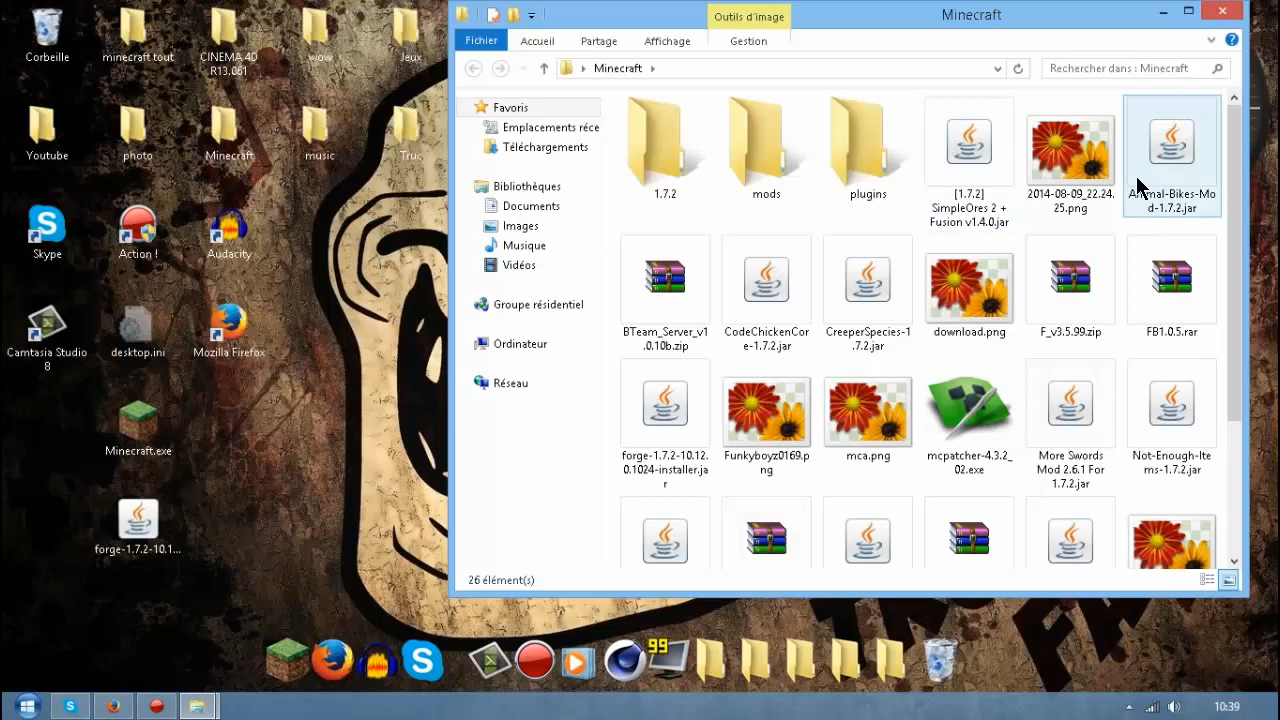 Corbeille
minecraft tout
CINEMA 4D
R13.061
wow
Jeux
Youtube
photo
Minecraft
music
Truc
Skype
Action !
Audacity
Camtasia Studio
8
desktop.ini
Mozilla Firefox
Minecraft.exe
forge-1.7.2-10.1...
Outils d'image
Minecraft
Fichier
Accueil
Partage
Affichage
Gestion
Minecraft
Rechercher dans : Minecraft
Favoris
Emplacements réce
Téléchargements
Bibliothèques
Documents
Images
Musique
Vidéos
Groupe résidentiel
Ordinateur
Réseau
1.7.2
mods
plugins
[1.7.2]
SimpleOres 2 +
Fusion v1.4.0.jar
2014-08-09_22.24.
25.png
Animal-Bikes-Mo
d-1.7.2.jar
BTeam_Server_v1
.0.10b.zip
CodeChickenCor
e-1.7.2.jar
CreeperSpecies-1
.7.2.jar
download.png
F_v3.5.99.zip
FB1.0.5.rar
forge-1.7.2-10.12.
0.1024-installer.ja
r
Funkyboyz0169.p
ng
mca.png
mcpatcher-4.3.2_
02.exe
More Swords
Mod 2.6.1 For
1.7.2.jar
Not-Enough-Ite
ms-1.7.2.jar
26 élément(s)
99
10:39